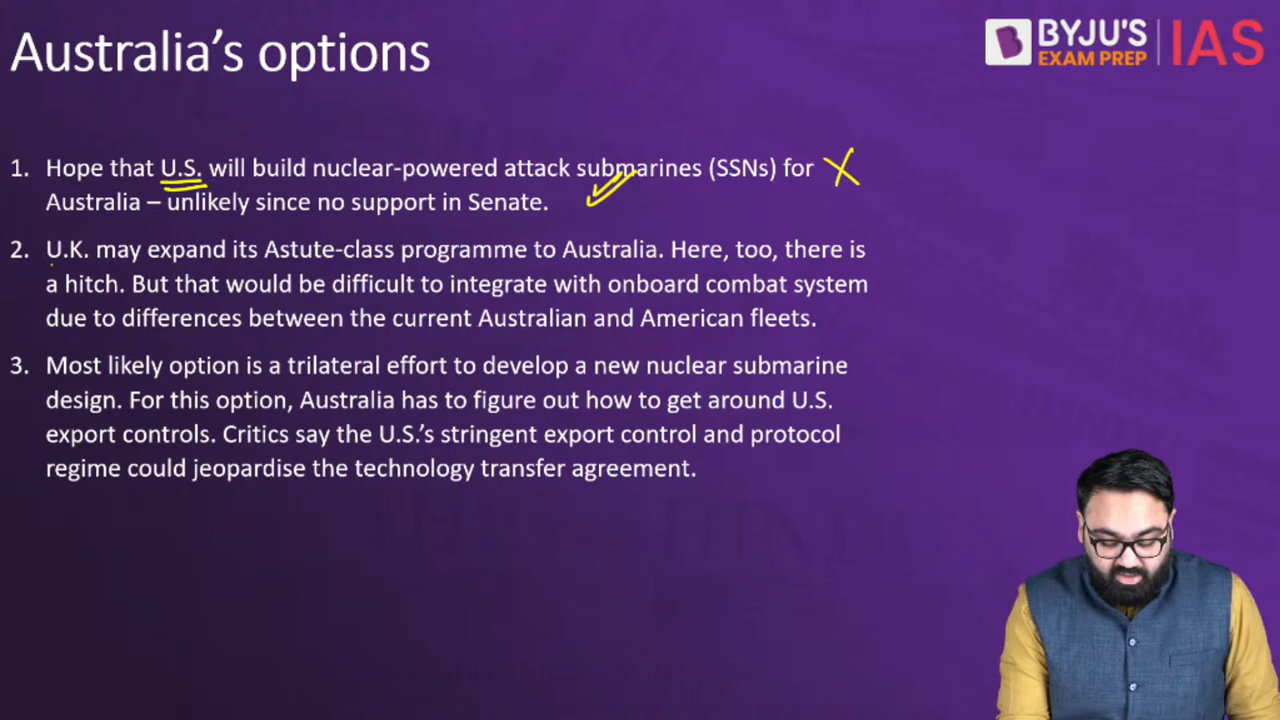 Australia's options
BYJU'S
EXAM PREP
IAS
1. Hope that U.S. will build nuclear-powered attack submarines (SSNs) for
Australia – unlikely since no support in Senate.
2. U.K. may expand its Astute-class programme to Australia. Here, too, there is
a hitch. But that would be difficult to integrate with onboard combat system
due to differences between the current Australian and American fleets.
3. Most likely option is a trilateral effort to develop a new nuclear submarine
design. For this option, Australia has to figure out how to get around U.S.
export controls. Critics say the U.S.'s stringent export control and protocol
regime could jeopardise the technology transfer agreement.